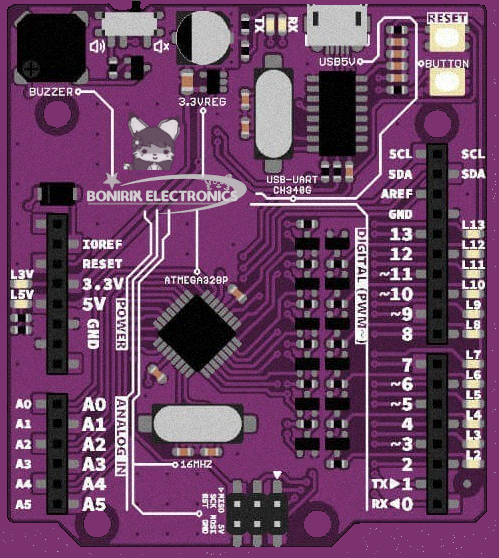 TX RX
RESET
USB5V
BUTTON
BUZZER
3.3VREG
USB-UART
CH340G
BONIRIK ELECTRONICS
SCL SCL
SDA SDA
AREF
GND
IOREF
RESET
3.3V
5V
GND
POWER
L3V
L5V
ATMEGA328P
DIGITAL (PWM ~)
13 L13
12 L12
~11 L11
~10 L10
~9 L9
8 L8
7 L7
~6 L6
~5 L5
4 L4
~3 L3
2 L2
TX▶1
RX◀0
ANALOG IN
A0 A0
A1 A1
A2 A2
A3 A3
A4 A4
A5 A5
16MHZ
MISO
SCK
RST
5V
MOSI
GND